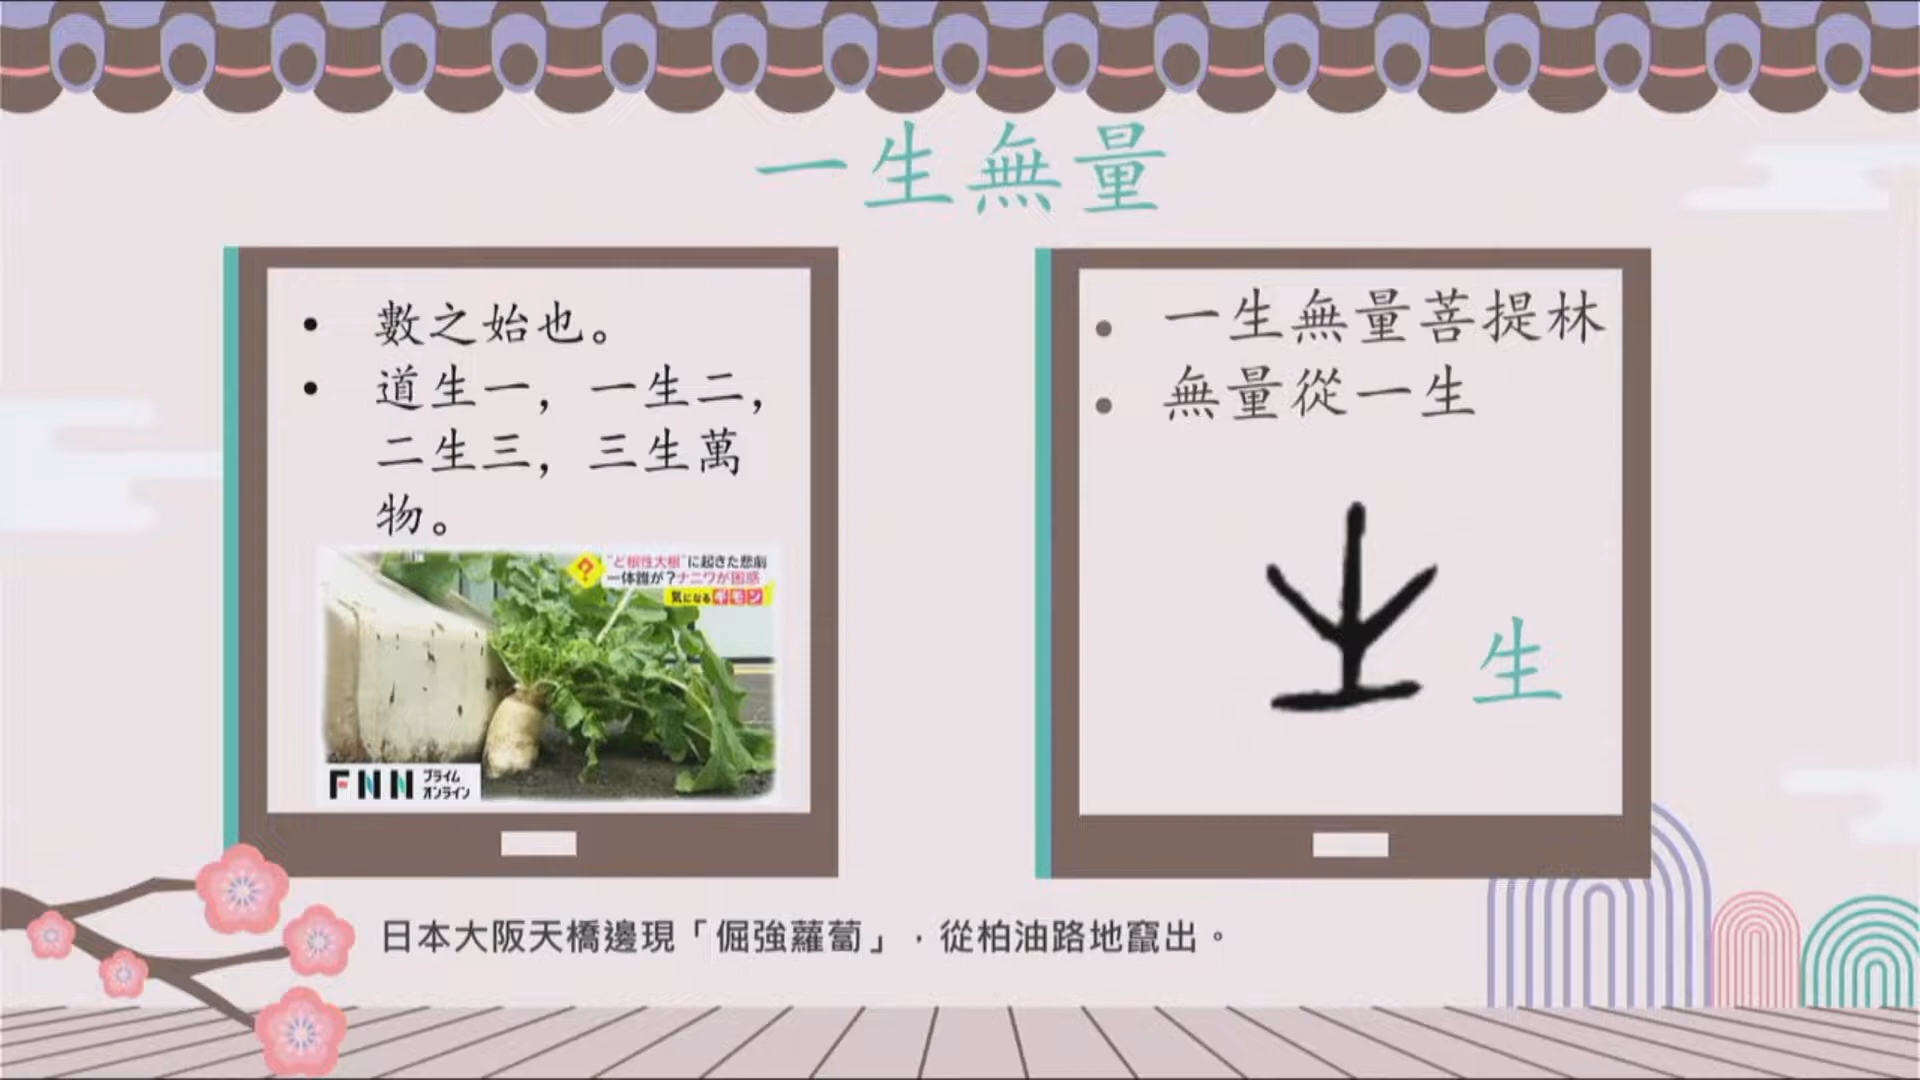 一生無量
• 數之始也。
• 道生一，一生二，
二生三，三生萬
物。
"ど根性大根"に起きた悲劇
一体誰が？ナニワが困惑
気になるギモン
FNN プライム
オンライン
• 一生無量菩提林
• 無量從一生
生
日本大阪天橋邊現「倔強蘿蔔」，從柏油路地竄出。